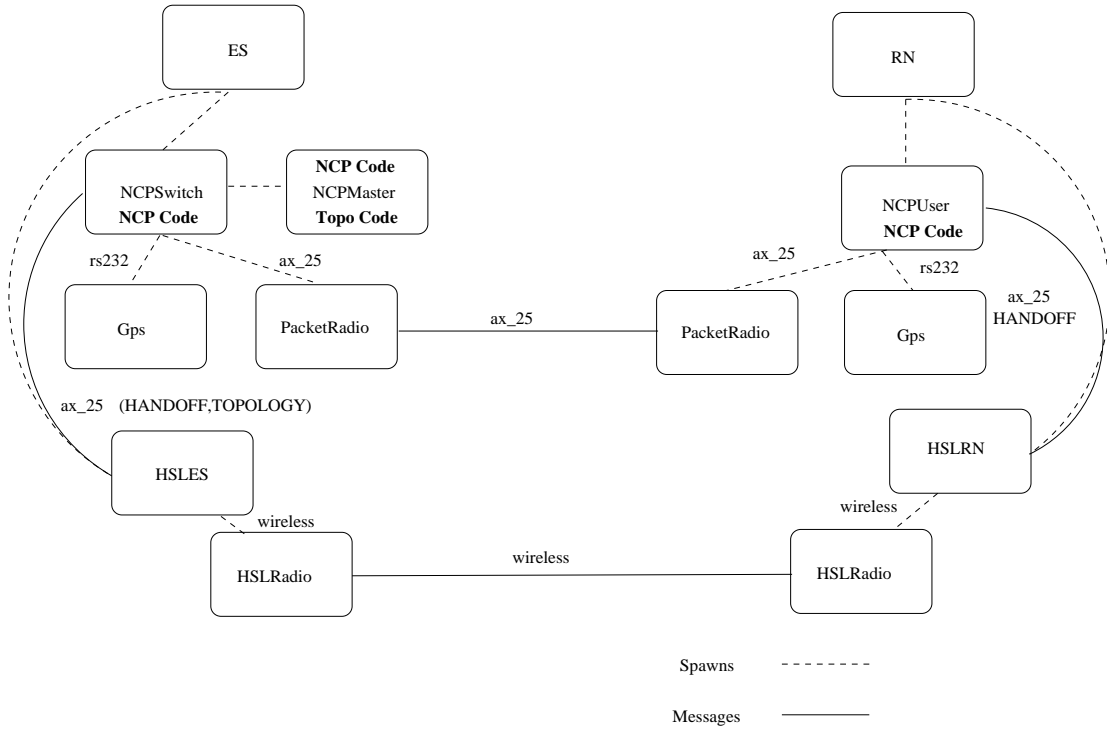 ES
RN
NCPSwitch
NCP Code
NCP Code
NCPMaster
Topo Code
NCPUser
NCP Code
rs232
ax_25
ax_25
rs232
Gps
PacketRadio
ax_25
PacketRadio
Gps
ax_25
HANDOFF
ax_25 (HANDOFF,TOPOLOGY)
HSLES
HSLRN
wireless
wireless
HSLRadio
wireless
HSLRadio
Spawns
Messages